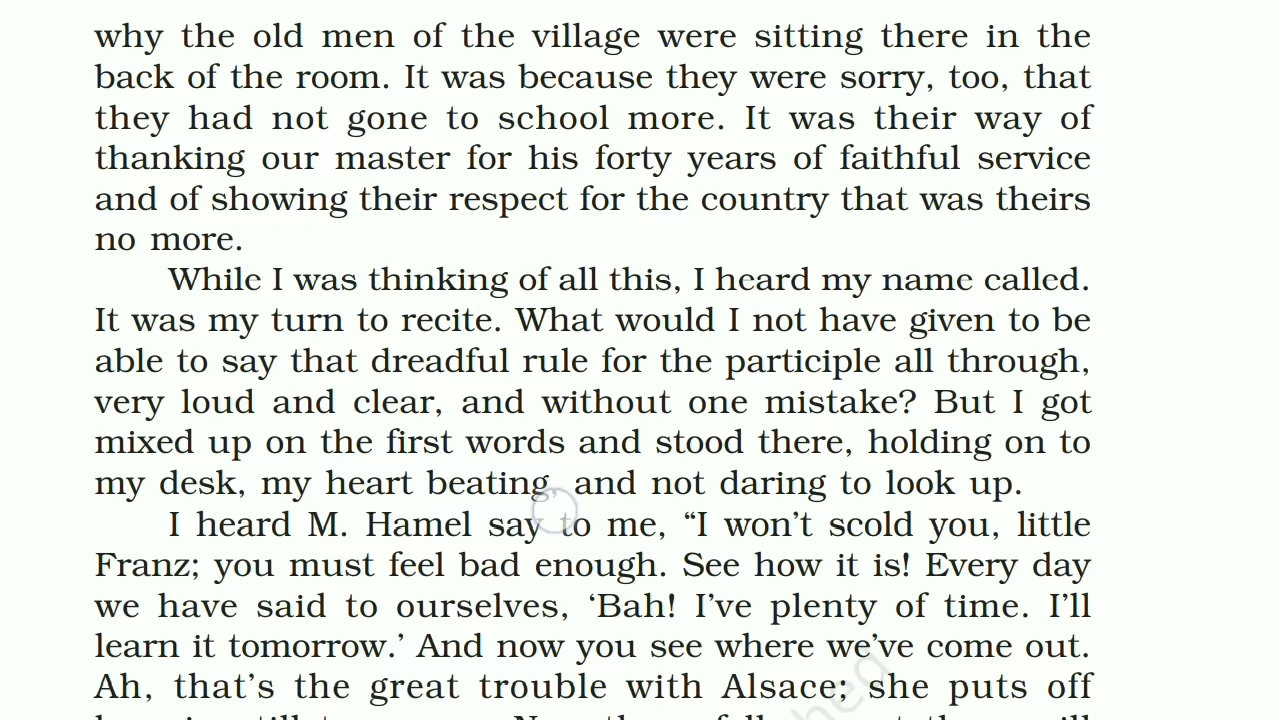 why the old men of the village were sitting there in the
back of the room. It was because they were sorry, too, that
they had not gone to school more. It was their way of
thanking our master for his forty years of faithful service
and of showing their respect for the country that was theirs
no more.
While I was thinking of all this, I heard my name called.
It was my turn to recite. What would I not have given to be
able to say that dreadful rule for the participle all through,
very loud and clear, and without one mistake? But I got
mixed up on the first words and stood there, holding on to
my desk, my heart beating, and not daring to look up.
I heard M. Hamel say to me, “I won’t scold you, little
Franz; you must feel bad enough. See how it is! Every day
we have said to ourselves, ‘Bah! I’ve plenty of time. I’ll
learn it tomorrow.’ And now you see where we’ve come out.
Ah, that’s the great trouble with Alsace; she puts off